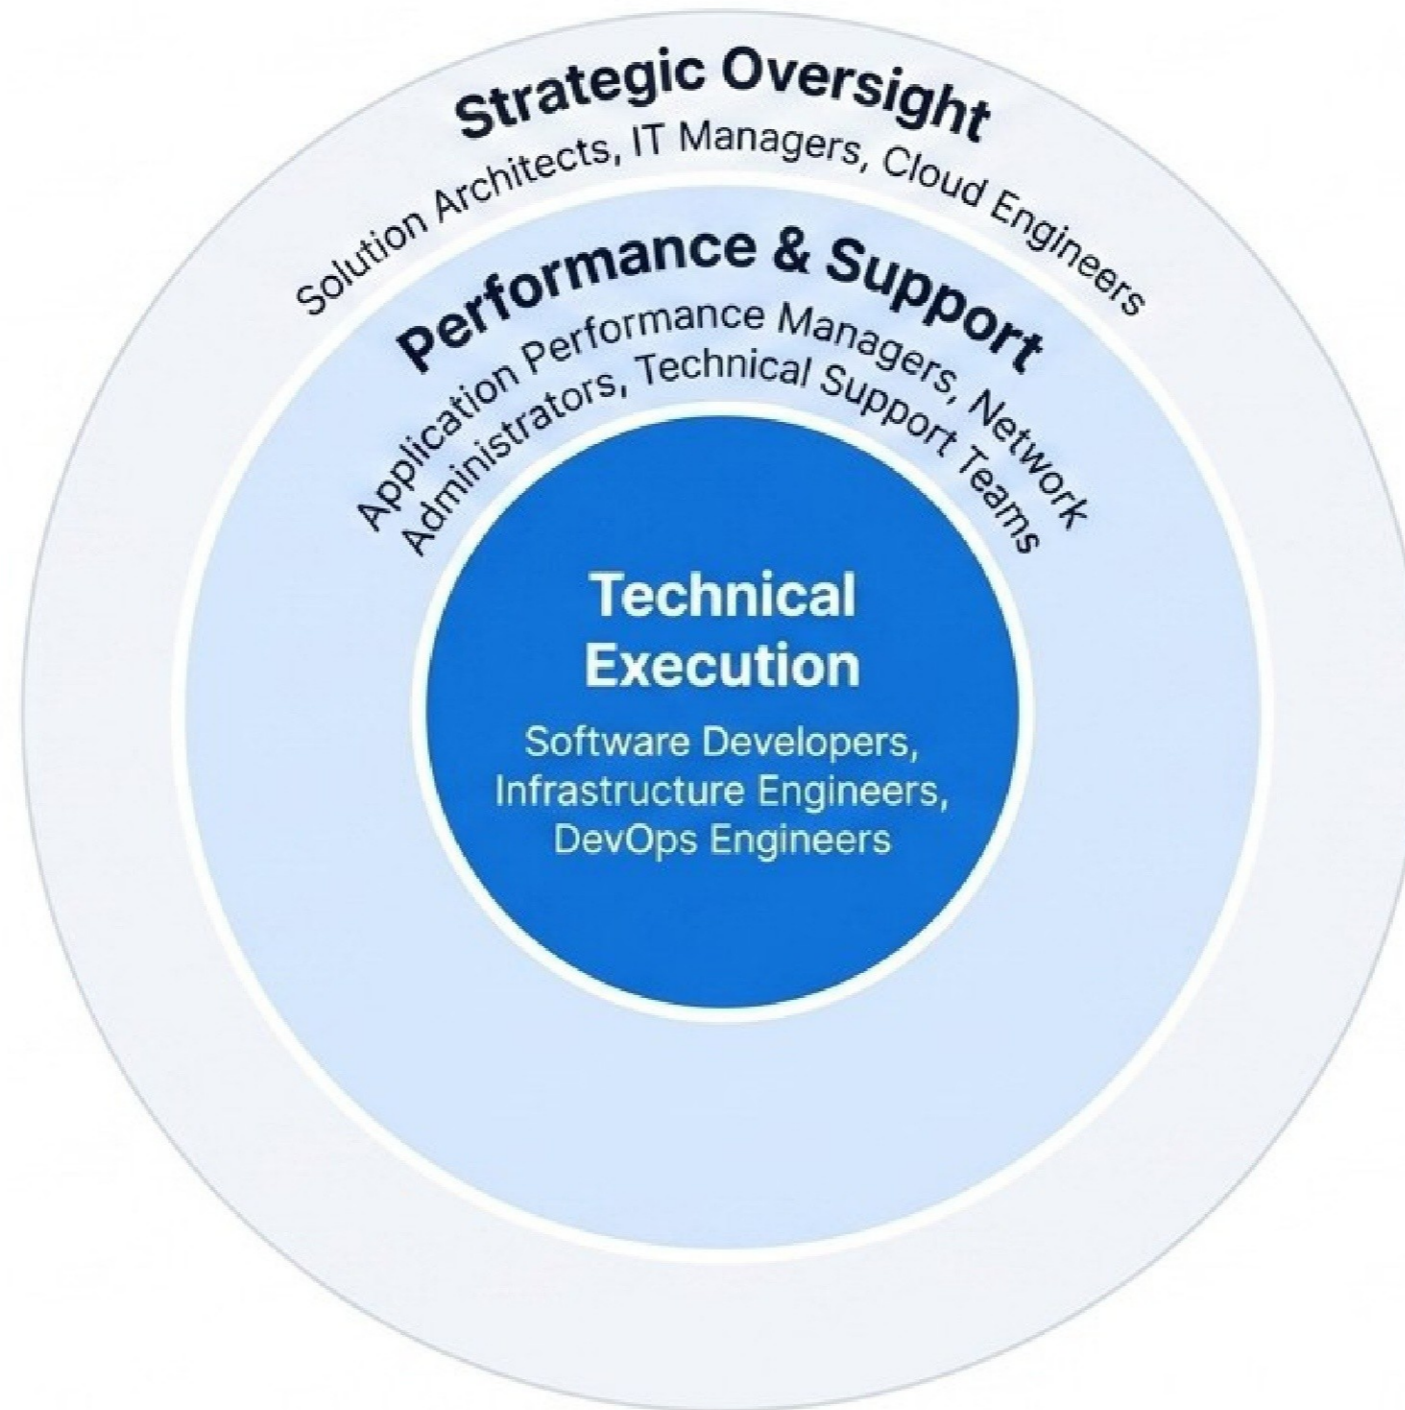 Strategic Oversight
Solution Architects, IT Managers, Cloud Engineers
Performance & Support
Application Performance Managers, Network
Administrators, Technical Support Teams
Technical
Execution
Software Developers,
Infrastructure Engineers,
DevOps Engineers